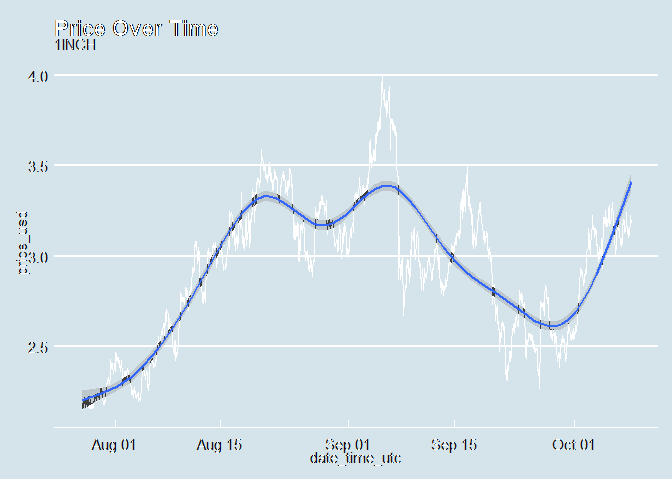 Price Over Time
1INCH
4.0
3.5
3.0
2.5
price_usd
Aug 01 Aug 15 Sep 01 Sep 15 Oct 01
date_time_utc